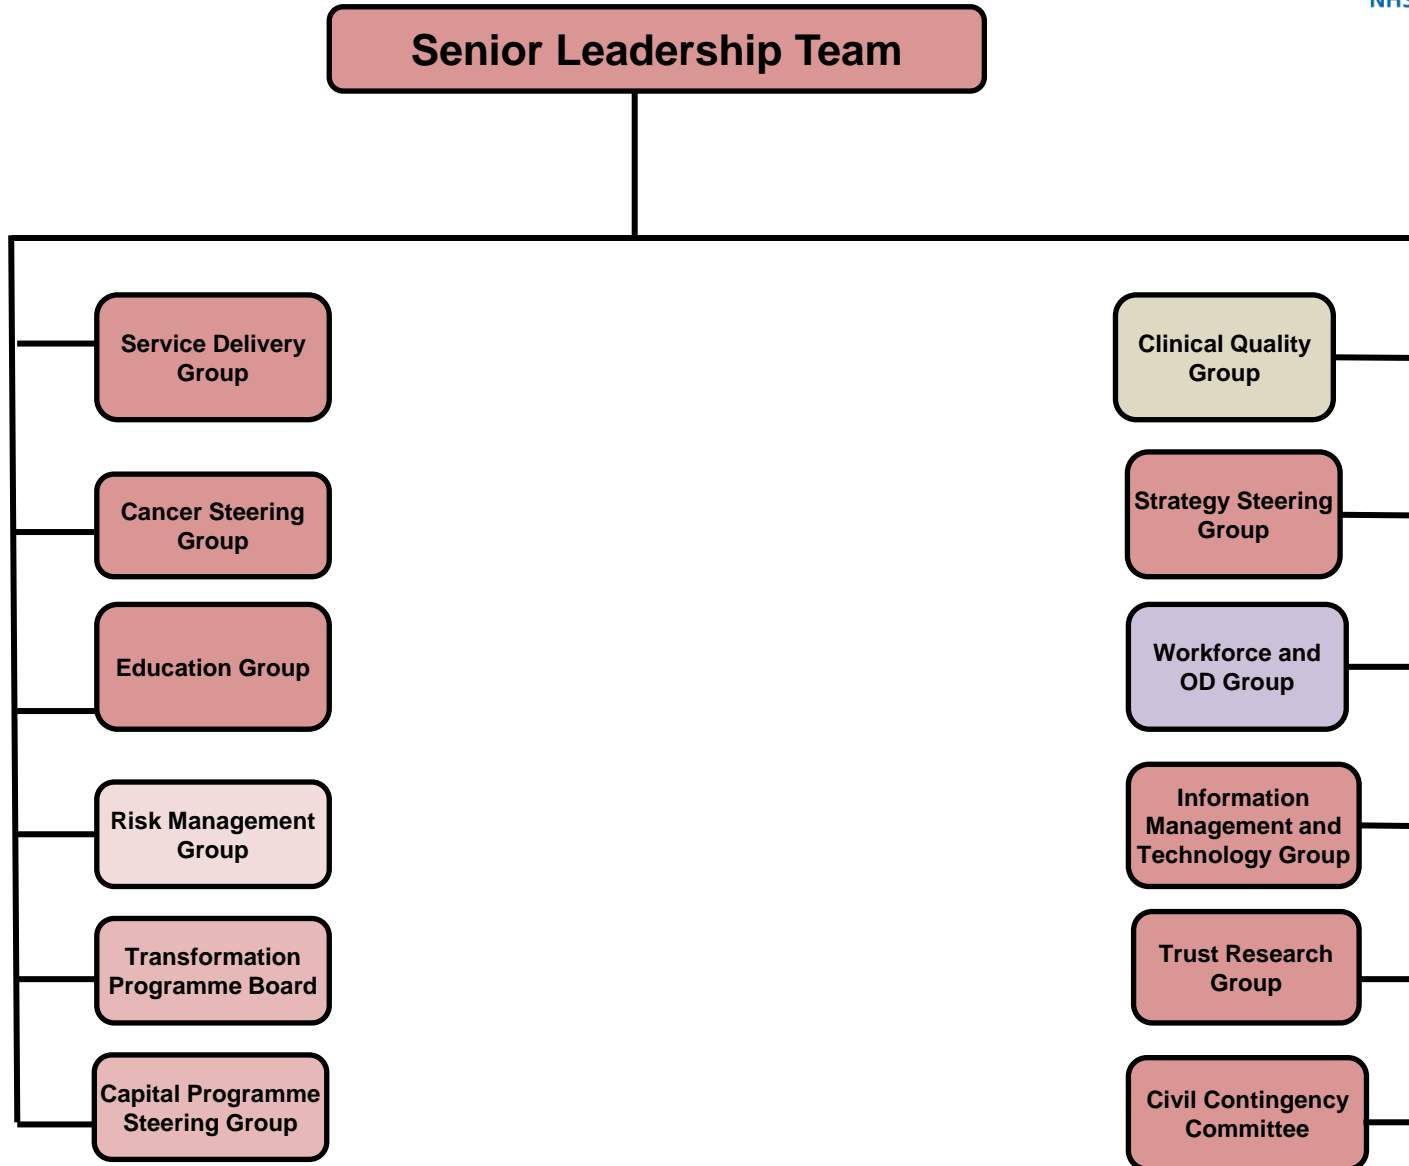 NHS
Senior Leadership Team
Service Delivery
Group
Cancer Steering
Group
Education Group
Risk Management
Group
Transformation
Programme Board
Capital Programme
Steering Group
Clinical Quality
Group
Strategy Steering
Group
Workforce and
OD Group
Information
Management and
Technology Group
Trust Research
Group
Civil Contingency
Committee